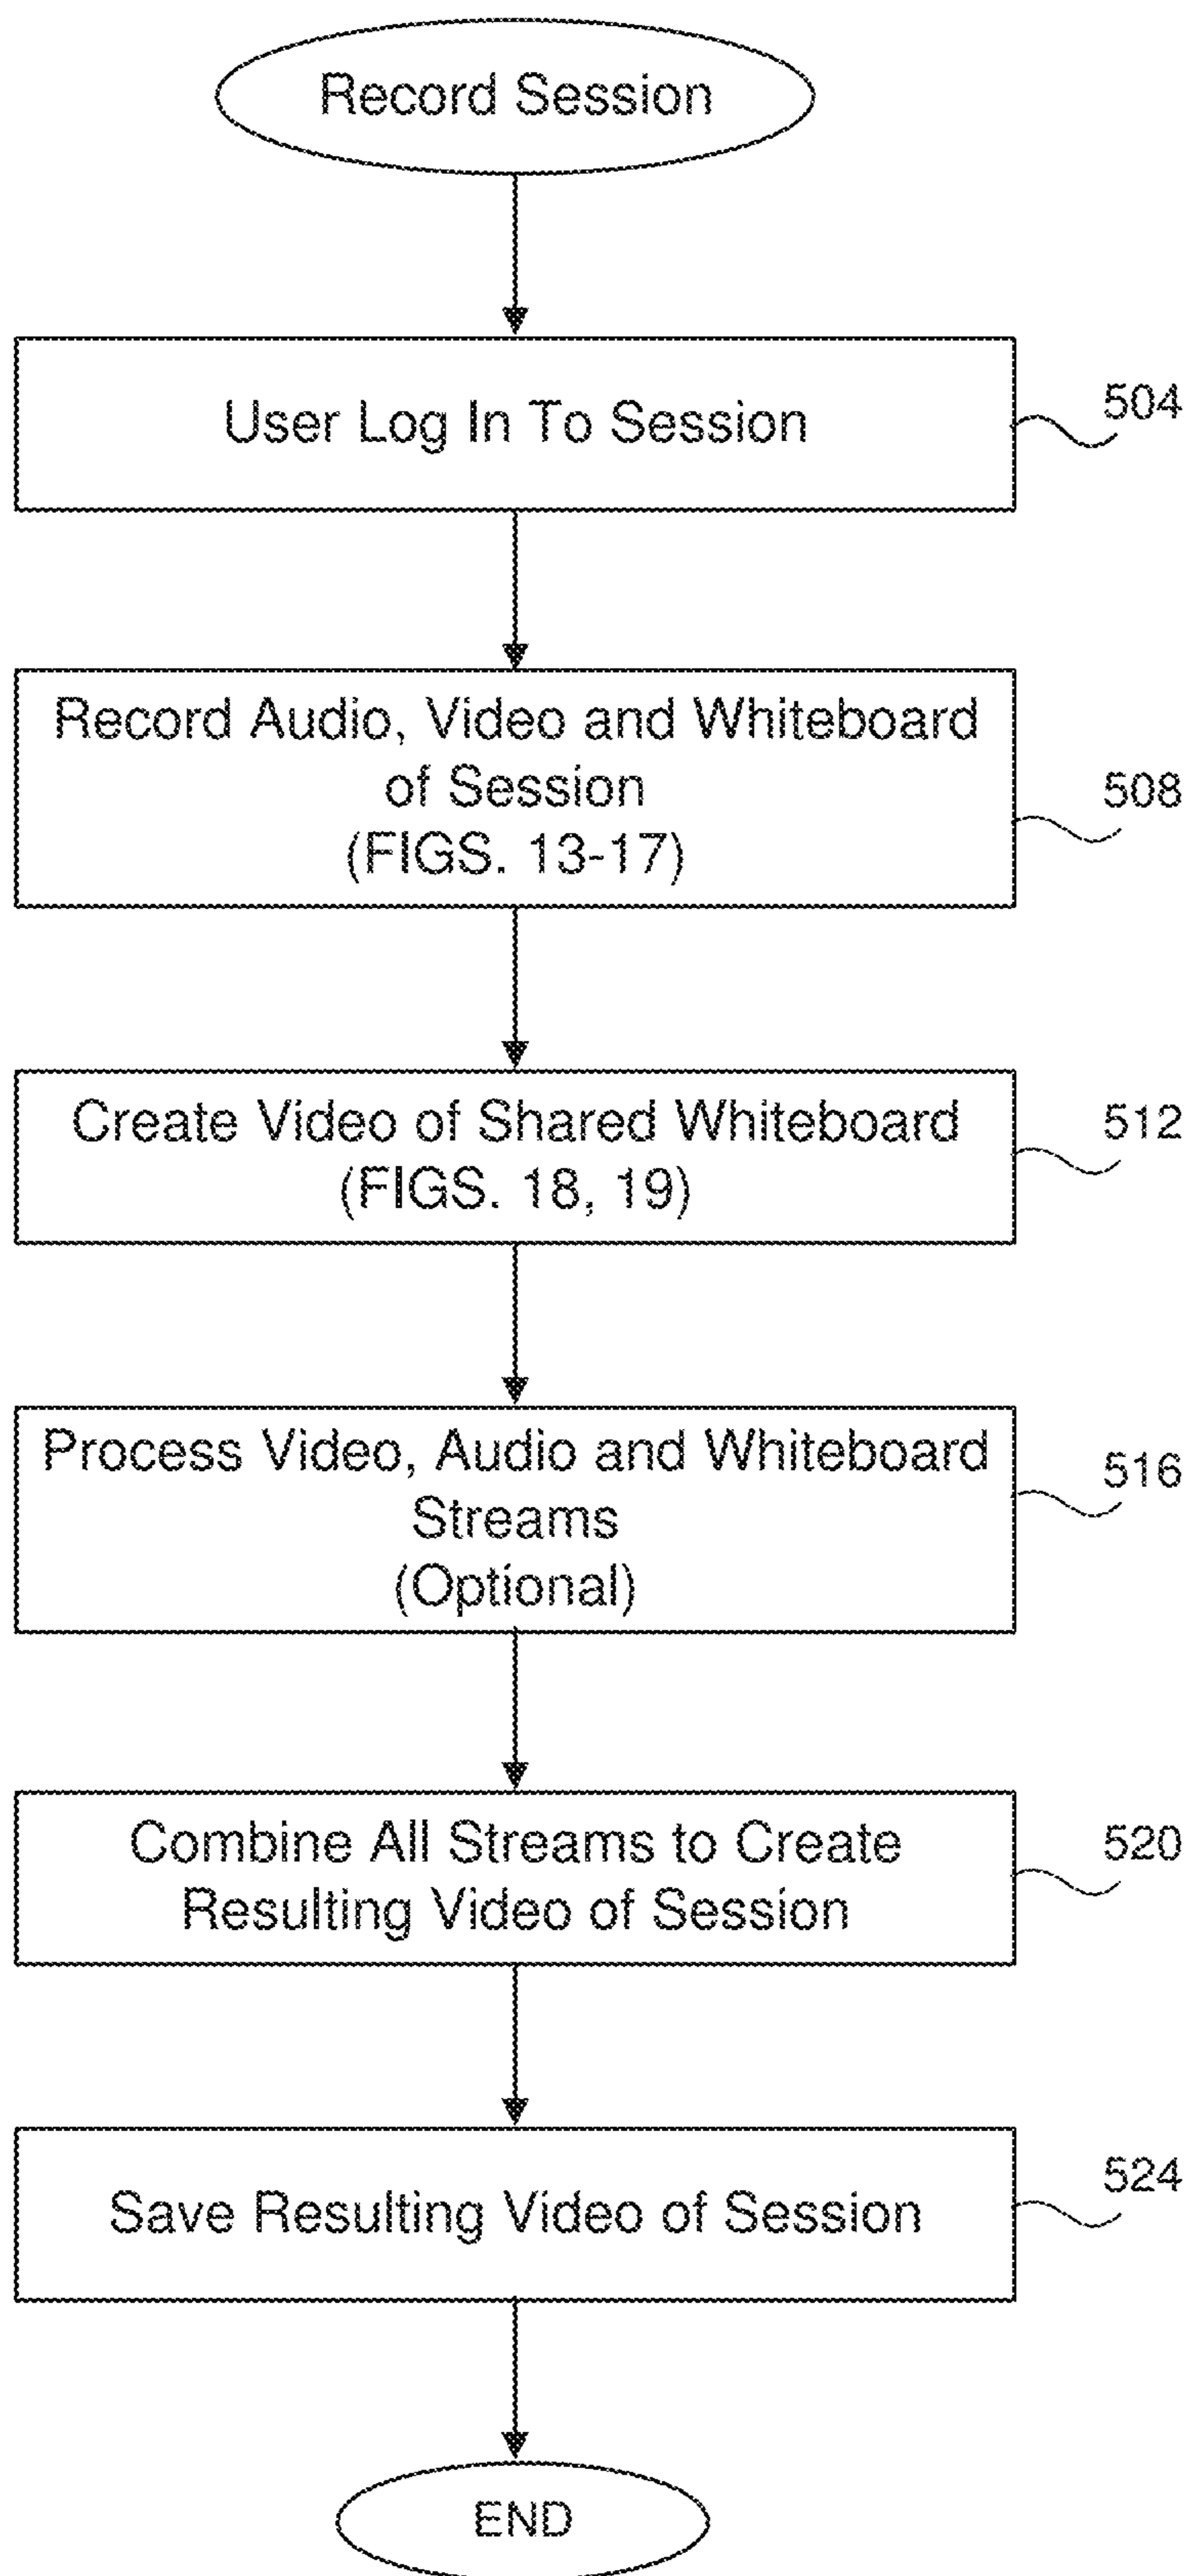 Record Session
User Log In To Session
504
Record Audio, Video and Whiteboard
of Session
(FIGS. 13-17)
508
Create Video of Shared Whiteboard
(FIGS. 18, 19)
512
Process Video, Audio and Whiteboard
Streams
(Optional)
516
Combine All Streams to Create
Resulting Video of Session
520
Save Resulting Video of Session
524
END